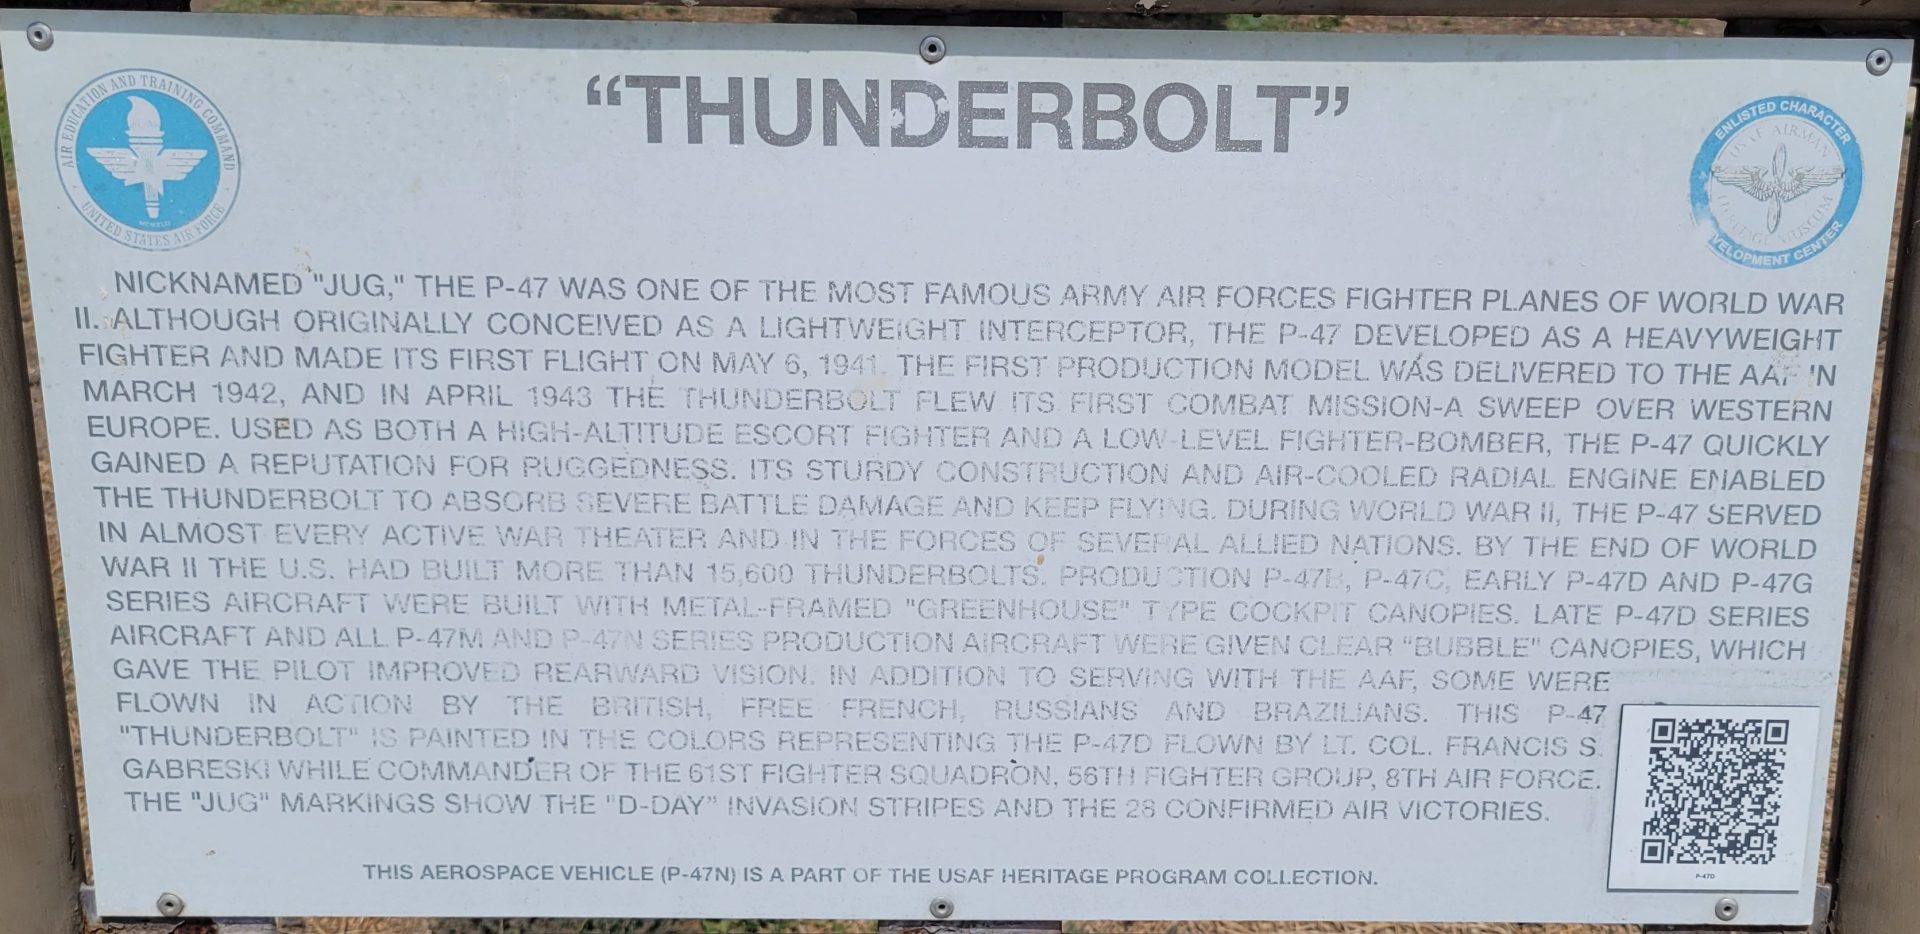 "THUNDERBOLT"
AIR EDUCATION AND TRAINING COMMAND
UNITED STATES AIR FORCE
ENLISTED CHARACTER
USAF AIRMAN
HERITAGE MUSEUM
VELOPMENT CENTER
NICKNAMED "JUG," THE P-47 WAS ONE OF THE MOST FAMOUS ARMY AIR FORCES FIGHTER PLANES OF WORLD WAR
II. ALTHOUGH ORIGINALLY CONCEIVED AS A LIGHTWEIGHT INTERCEPTOR, THE P-47 DEVELOPED AS A HEAVYWEIGHT
FIGHTER AND MADE ITS FIRST FLIGHT ON MAY 6, 1941. THE FIRST PRODUCTION MODEL WAS DELIVERED TO THE AAF IN
MARCH 1942, AND IN APRIL 1943 THE THUNDERBOLT FLEW ITS FIRST COMBAT MISSION-A SWEEP OVER WESTERN
EUROPE. USED AS BOTH A HIGH-ALTITUDE ESCORT FIGHTER AND A LOW-LEVEL FIGHTER-BOMBER, THE P-47 QUICKLY
GAINED A REPUTATION FOR RUGGEDNESS. ITS STURDY CONSTRUCTION AND AIR-COOLED RADIAL ENGINE ENABLED
THE THUNDERBOLT TO ABSORB SEVERE BATTLE DAMAGE AND KEEP FLYING. DURING WORLD WAR II, THE P-47 SERVED
IN ALMOST EVERY ACTIVE WAR THEATER AND IN THE FORCES OF SEVERAL ALLIED NATIONS. BY THE END OF WORLD
WAR II THE U.S. HAD BUILT MORE THAN 15,600 THUNDERBOLTS. PRODUCTION P-47B, P-47C, EARLY P-47D AND P-47G
SERIES AIRCRAFT WERE BUILT WITH METAL-FRAMED "GREENHOUSE" TYPE COCKPIT CANOPIES. LATE P-47D SERIES
AIRCRAFT AND ALL P-47M AND P-47N SERIES PRODUCTION AIRCRAFT WERE GIVEN CLEAR "BUBBLE" CANOPIES, WHICH
GAVE THE PILOT IMPROVED REARWARD VISION. IN ADDITION TO SERVING WITH THE AAF, SOME WERE
FLOWN IN ACTION BY THE BRITISH, FREE FRENCH, RUSSIANS AND BRAZILIANS. THIS P-47
"THUNDERBOLT" IS PAINTED IN THE COLORS REPRESENTING THE P-47D FLOWN BY LT. COL. FRANCIS S.
GABRESKI WHILE COMMANDER OF THE 61ST FIGHTER SQUADRON, 56TH FIGHTER GROUP, 8TH AIR FORCE.
THE "JUG" MARKINGS SHOW THE "D-DAY" INVASION STRIPES AND THE 28 CONFIRMED AIR VICTORIES.
P-47D
THIS AEROSPACE VEHICLE (P-47N) IS A PART OF THE USAF HERITAGE PROGRAM COLLECTION.